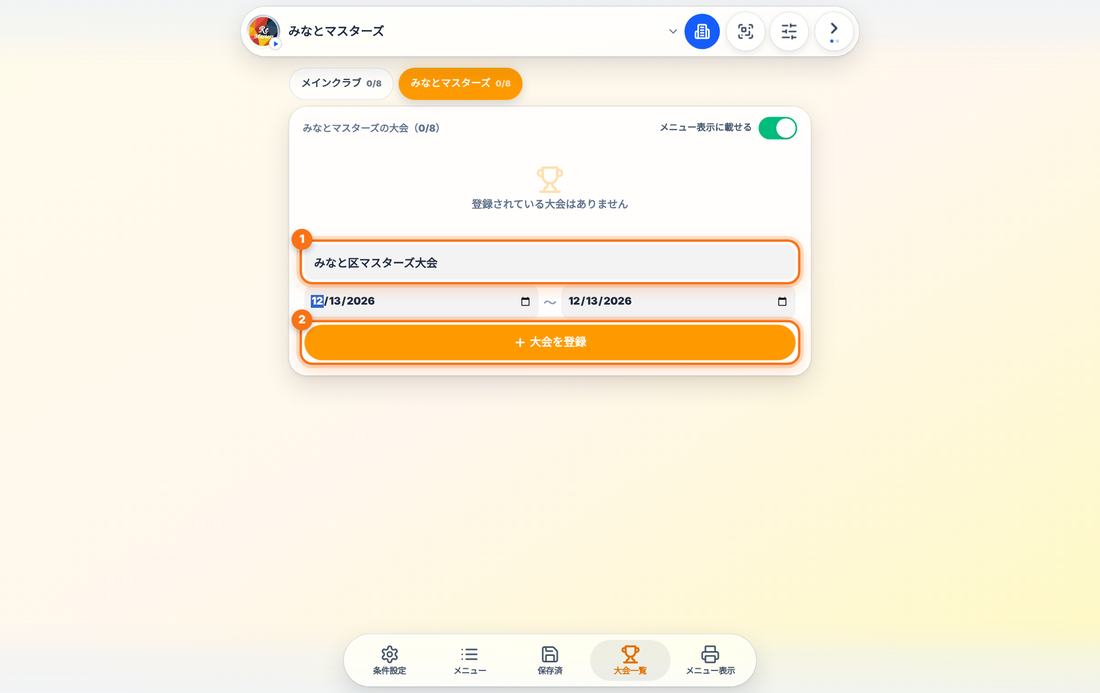 みなとマスターズ
メインクラブ 0/8
みなとマスターズ 0/8
みなとマスターズの大会（0/8）
メニュー表示に載せる
登録されている大会はありません
1
みなと区マスターズ大会
12/13/2026 〜 12/13/2026
2
+ 大会を登録
条件設定
メニュー
保存済
大会一覧
メニュー表示